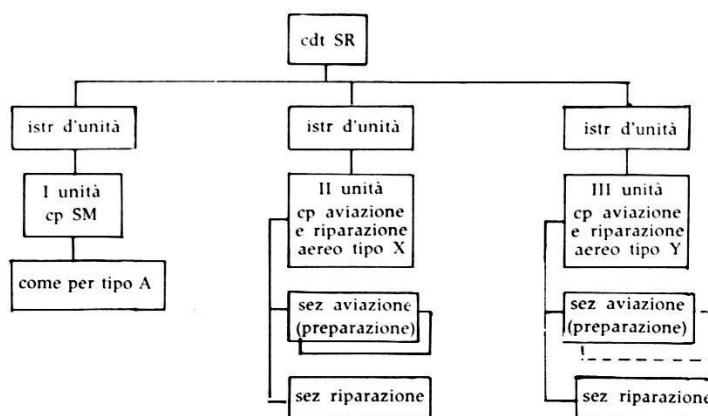 cdt SR
istr d'unità
istr d'unità
istr d'unità
I unità
cp SM
II unità
cp aviazione
e riparazione
aereo tipo X
III unità
cp aviazione
e riparazione
aereo tipo Y
come per tipo A
sez aviazione
(preparazione)
sez aviazione
(preparazione)
sez riparazione
sez riparazione